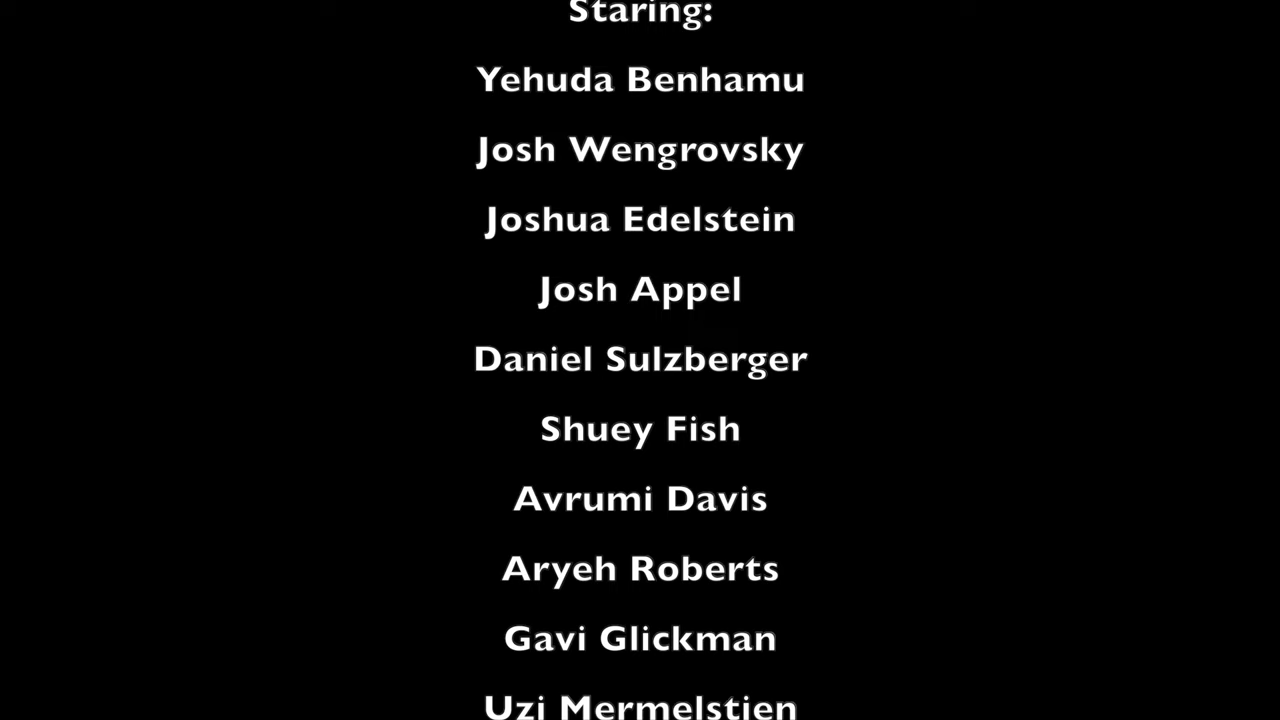 Staring:
Yehuda Benhamu
Josh Wengrovsky
Joshua Edelstein
Josh Appel
Daniel Sulzberger
Shuey Fish
Avrumi Davis
Aryeh Roberts
Gavi Glickman
Uzi Mermelstien